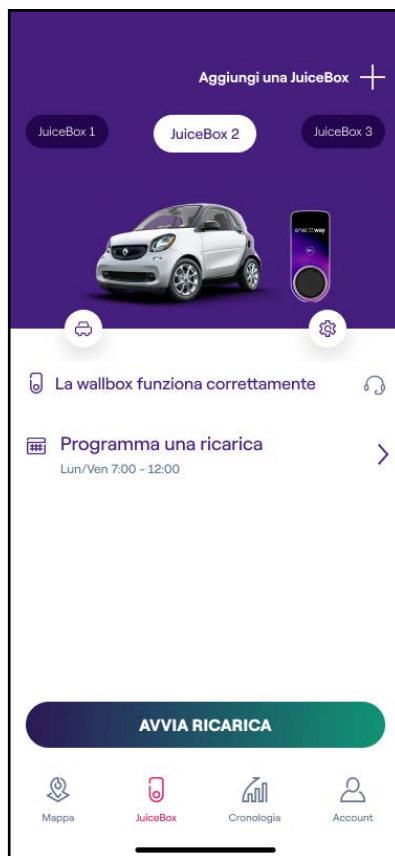 Aggiungi una JuiceBox
JuiceBox 1
JuiceBox 2
JuiceBox 3
La wallbox funziona correttamente
Programma una ricarica
Lun/Ven 7:00 - 12:00
AVVIA RICARICA
Mappa
JuiceBox
Cronologia
Account